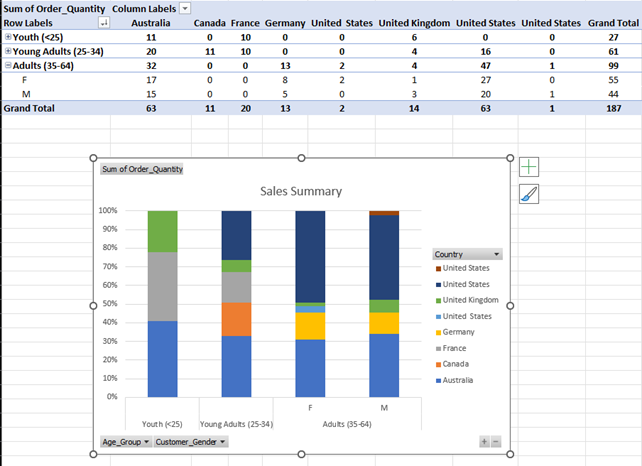 Sum of Order_Quantity Column Labels
Row Labels Australia Canada France Germany United  States United Kingdom United States United States Grand Total
Youth (<25) 11 0 10 0 0 6 0 0 27
Young Adults (25-34) 20 11 10 0 0 4 16 0 61
Adults (35-64) 32 0 0 13 2 4 47 1 99
F 17 0 0 8 2 1 27 0 55
M 15 0 0 5 0 3 20 1 44
Grand Total 63 11 20 13 2 14 63 1 187
Sum of Order_Quantity
Sales Summary
100%
90%
80%
70%
60%
50%
40%
30%
20%
10%
0%
F M
Youth (<25) Young Adults (25-34) Adults (35-64)
Country
United States
United States
United Kingdom
United  States
Germany
France
Canada
Australia
Age_Group Customer_Gender